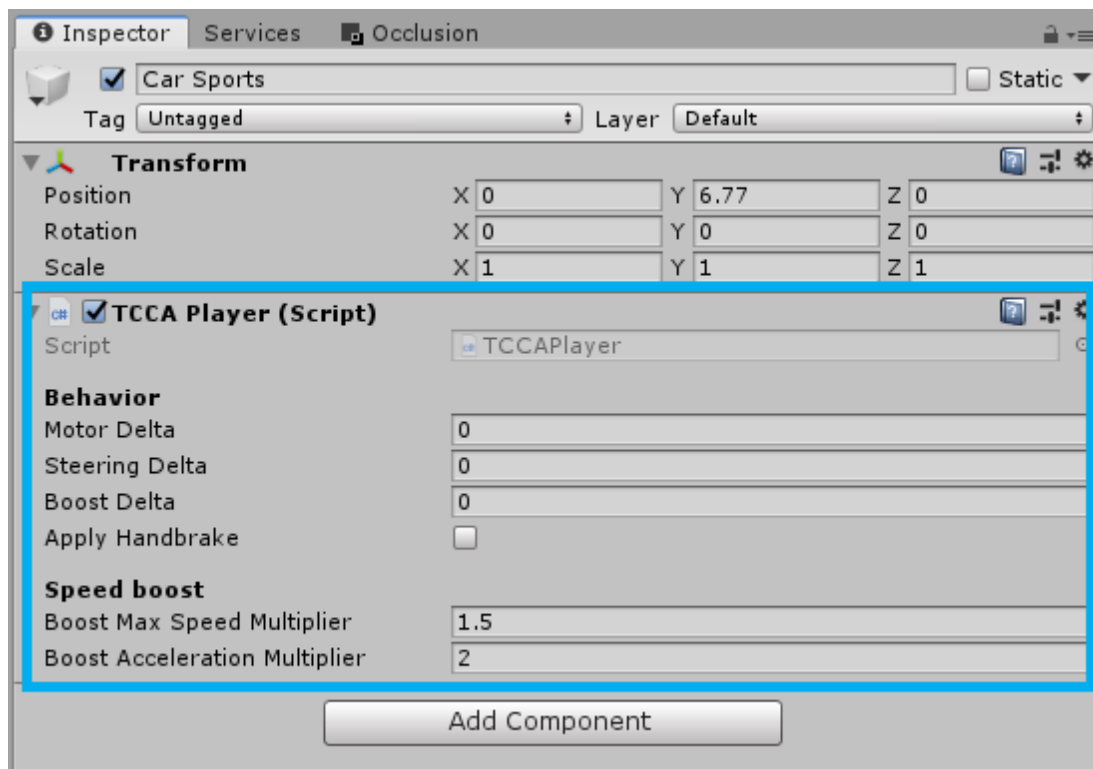 Inspector Services Occlusion
Car Sports Static
Tag Untagged Layer Default
Transform
Position X 0 Y 6.77 Z 0
Rotation X 0 Y 0 Z 0
Scale X 1 Y 1 Z 1
c# TCCA Player (Script)
Script TCCAPlayer
Behavior
Motor Delta 0
Steering Delta 0
Boost Delta 0
Apply Handbrake
Speed boost
Boost Max Speed Multiplier 1.5
Boost Acceleration Multiplier 2
Add Component